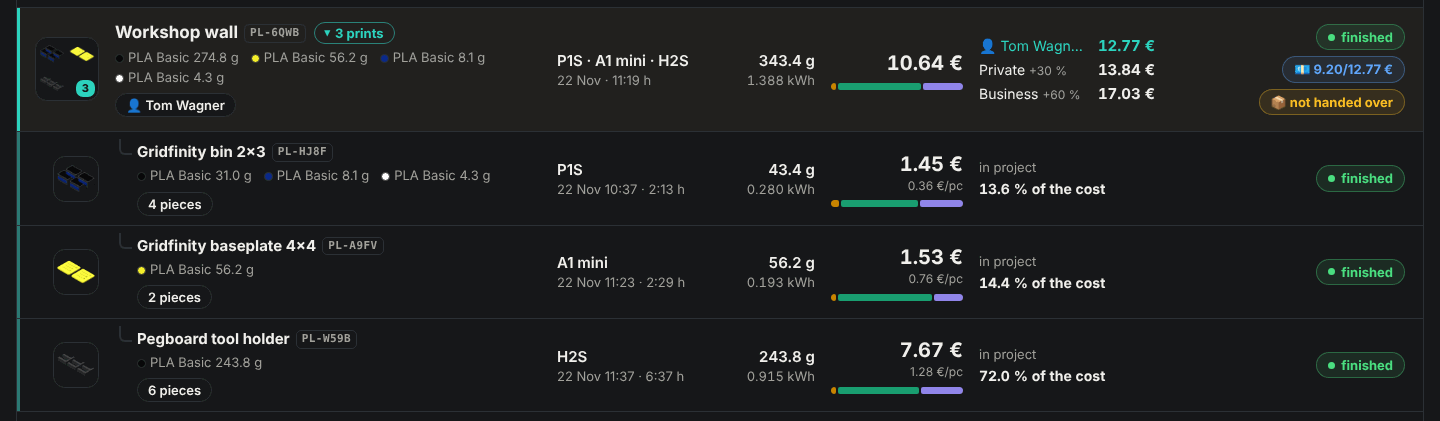 Workshop wall PL-6QWB ▾ 3 prints
PLA Basic 274.8 g PLA Basic 56.2 g PLA Basic 8.1 g
PLA Basic 4.3 g
3
Tom Wagner
P1S · A1 mini · H2S
22 Nov · 11:19 h
343.4 g
1.388 kWh
10.64 €
Tom Wagn... 12.77 €
Private +30 % 13.84 €
Business +60 % 17.03 €
finished
9.20/12.77 €
not handed over
Gridfinity bin 2×3 PL-HJ8F
PLA Basic 31.0 g PLA Basic 8.1 g PLA Basic 4.3 g
4 pieces
P1S
22 Nov 10:37 · 2:13 h
43.4 g
0.280 kWh
1.45 €
0.36 €/pc
in project
13.6 % of the cost
finished
Gridfinity baseplate 4×4 PL-A9FV
PLA Basic 56.2 g
2 pieces
A1 mini
22 Nov 11:23 · 2:29 h
56.2 g
0.193 kWh
1.53 €
0.76 €/pc
in project
14.4 % of the cost
finished
Pegboard tool holder PL-W59B
PLA Basic 243.8 g
6 pieces
H2S
22 Nov 11:37 · 6:37 h
243.8 g
0.915 kWh
7.67 €
1.28 €/pc
in project
72.0 % of the cost
finished